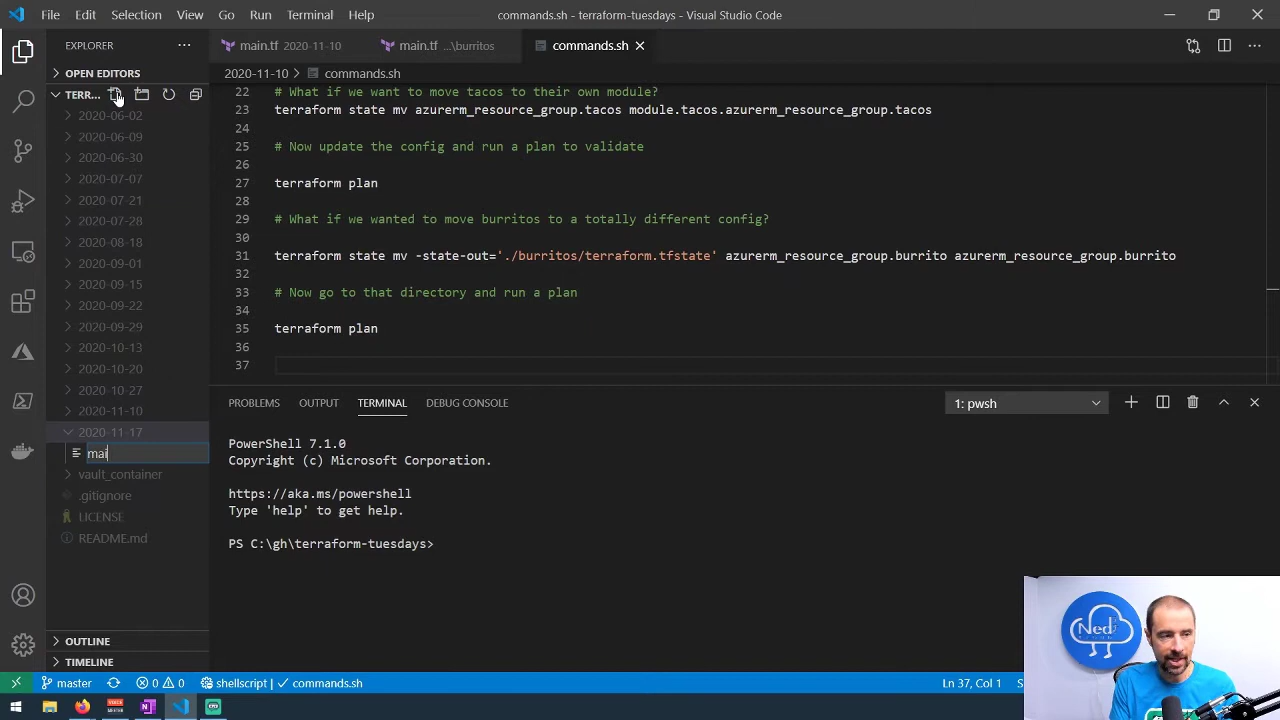 File Edit Selection View Go Run Terminal Help
commands.sh - terraform-tuesdays - Visual Studio Code
EXPLORER
OPEN EDITORS
TERR...
2020-06-02
2020-06-09
2020-06-30
2020-07-07
2020-07-21
2020-07-28
2020-08-18
2020-09-01
2020-09-15
2020-09-22
2020-09-29
2020-10-13
2020-10-20
2020-10-27
2020-11-10
2020-11-17
mai
vault_container
.gitignore
LICENSE
README.md
OUTLINE
TIMELINE
main.tf 2020-11-10 main.tf ...\burritos commands.sh
2020-11-10 > commands.sh
22 # What if we want to move tacos to their own module?
23 terraform state mv azurerm_resource_group.tacos module.tacos.azurerm_resource_group.tacos
24
25 # Now update the config and run a plan to validate
26
27 terraform plan
28
29 # What if we wanted to move burritos to a totally different config?
30
31 terraform state mv -state-out='./burritos/terraform.tfstate' azurerm_resource_group.burrito azurerm_resource_group.burrito
32
33 # Now go to that directory and run a plan
34
35 terraform plan
36
37
PROBLEMS OUTPUT TERMINAL DEBUG CONSOLE
1: pwsh
PowerShell 7.1.0
Copyright (c) Microsoft Corporation.
https://aka.ms/powershell
Type 'help' to get help.
PS C:\gh\terraform-tuesdays>
Ned
master 0 0 shellscript | ✓ commands.sh
Ln 37, Col 1